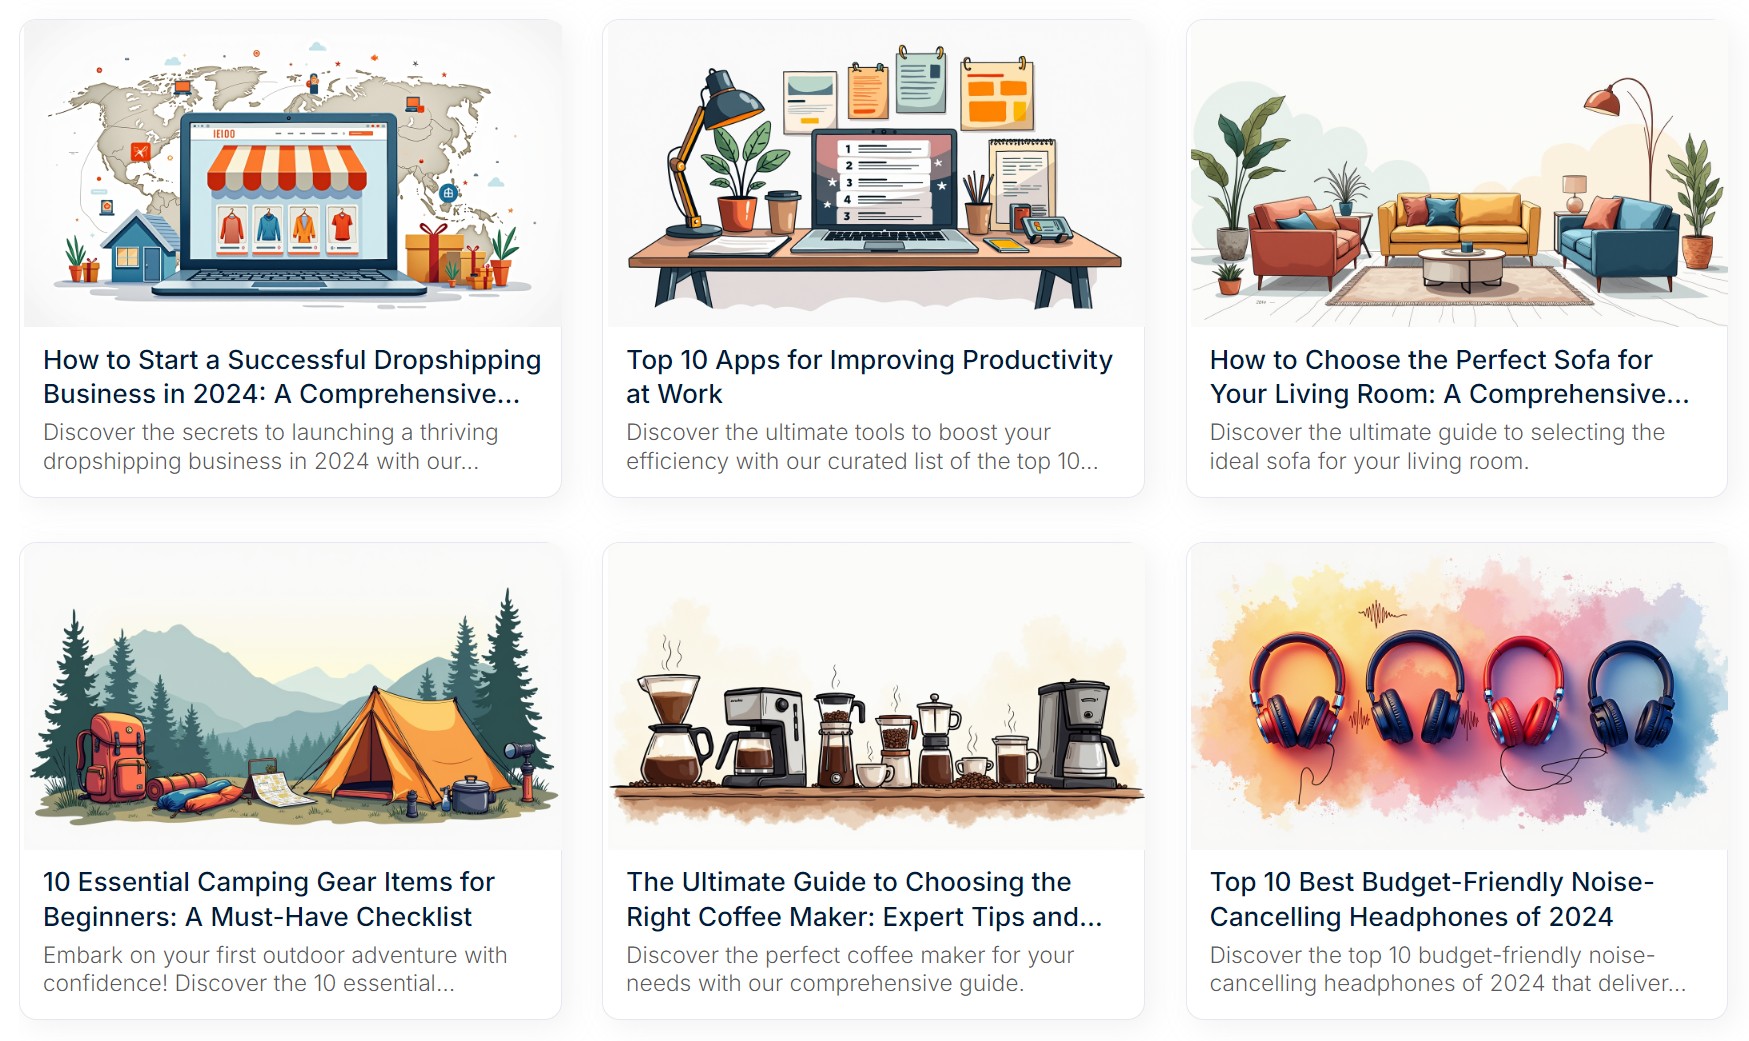 IEIOO
1
2
3
4
3
How to Start a Successful Dropshipping
Business in 2024: A Comprehensive...
Discover the secrets to launching a thriving
dropshipping business in 2024 with our...
Top 10 Apps for Improving Productivity
at Work
Discover the ultimate tools to boost your
efficiency with our curated list of the top 10...
How to Choose the Perfect Sofa for
Your Living Room: A Comprehensive...
Discover the ultimate guide to selecting the
ideal sofa for your living room.
10 Essential Camping Gear Items for
Beginners: A Must-Have Checklist
Embark on your first outdoor adventure with
confidence! Discover the 10 essential...
The Ultimate Guide to Choosing the
Right Coffee Maker: Expert Tips and...
Discover the perfect coffee maker for your
needs with our comprehensive guide.
Top 10 Best Budget-Friendly Noise-
Cancelling Headphones of 2024
Discover the top 10 budget-friendly noise-
cancelling headphones of 2024 that deliver...